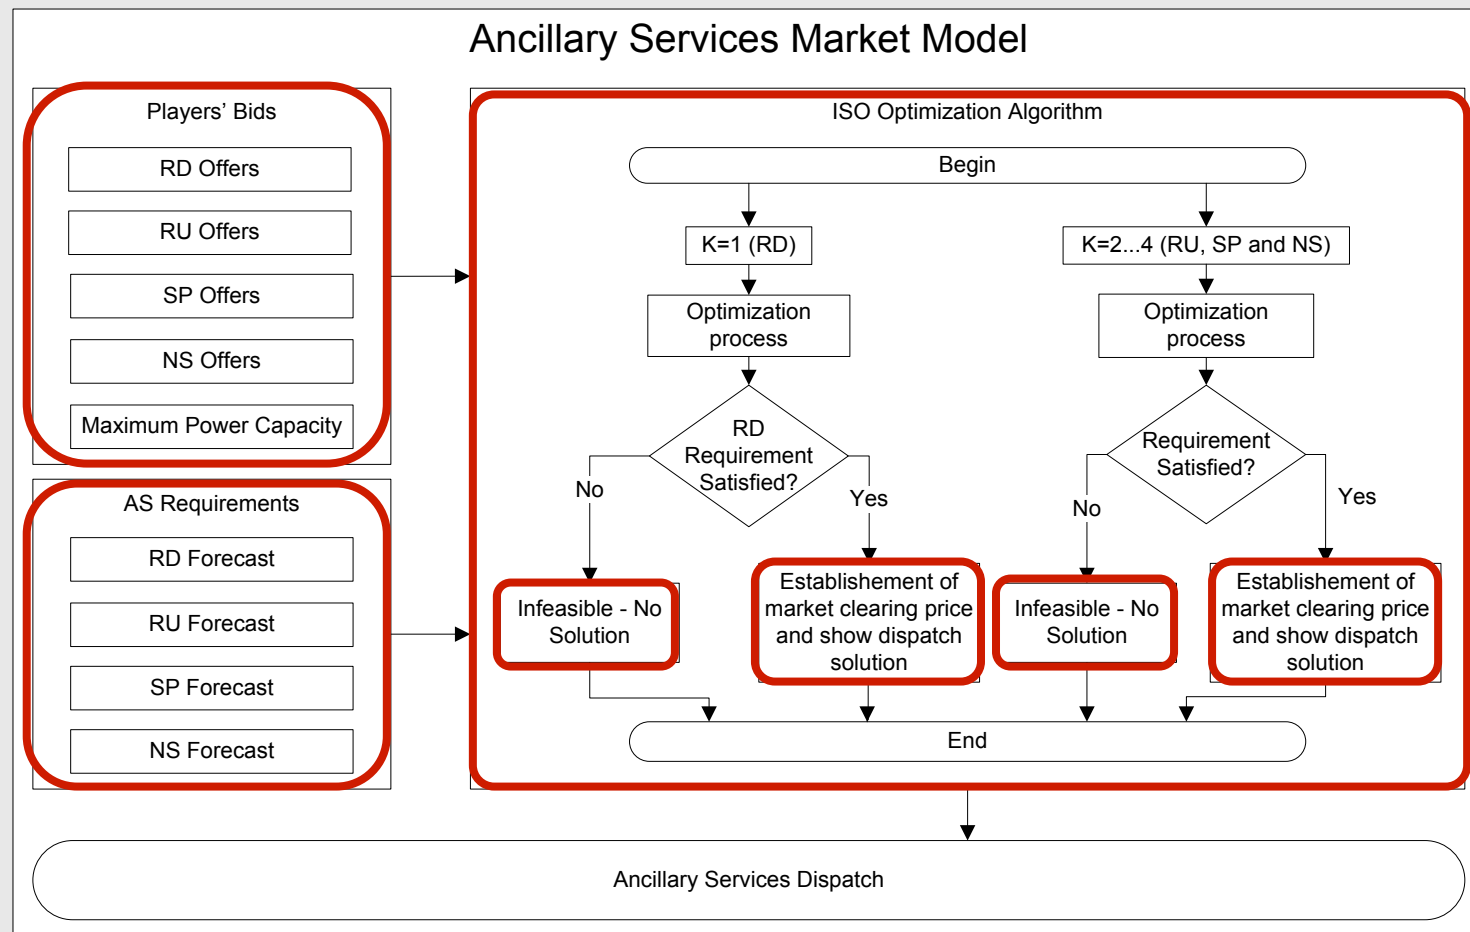 Ancillary Services Market Model
Players' Bids
RD Offers
RU Offers
SP Offers
NS Offers
Maximum Power Capacity
AS Requirements
RD Forecast
RU Forecast
SP Forecast
NS Forecast
ISO Optimization Algorithm
Begin
K=1 (RD)
Optimization
process
RD
Requirement
Satisfied?
No
Yes
Infeasible - No
Solution
Establishement of
market clearing price
and show dispatch
solution
K=2...4 (RU, SP and NS)
Optimization
process
Requirement
Satisfied?
No
Yes
Infeasible - No
Solution
Establishement of
market clearing price
and show dispatch
solution
End
Ancillary Services Dispatch